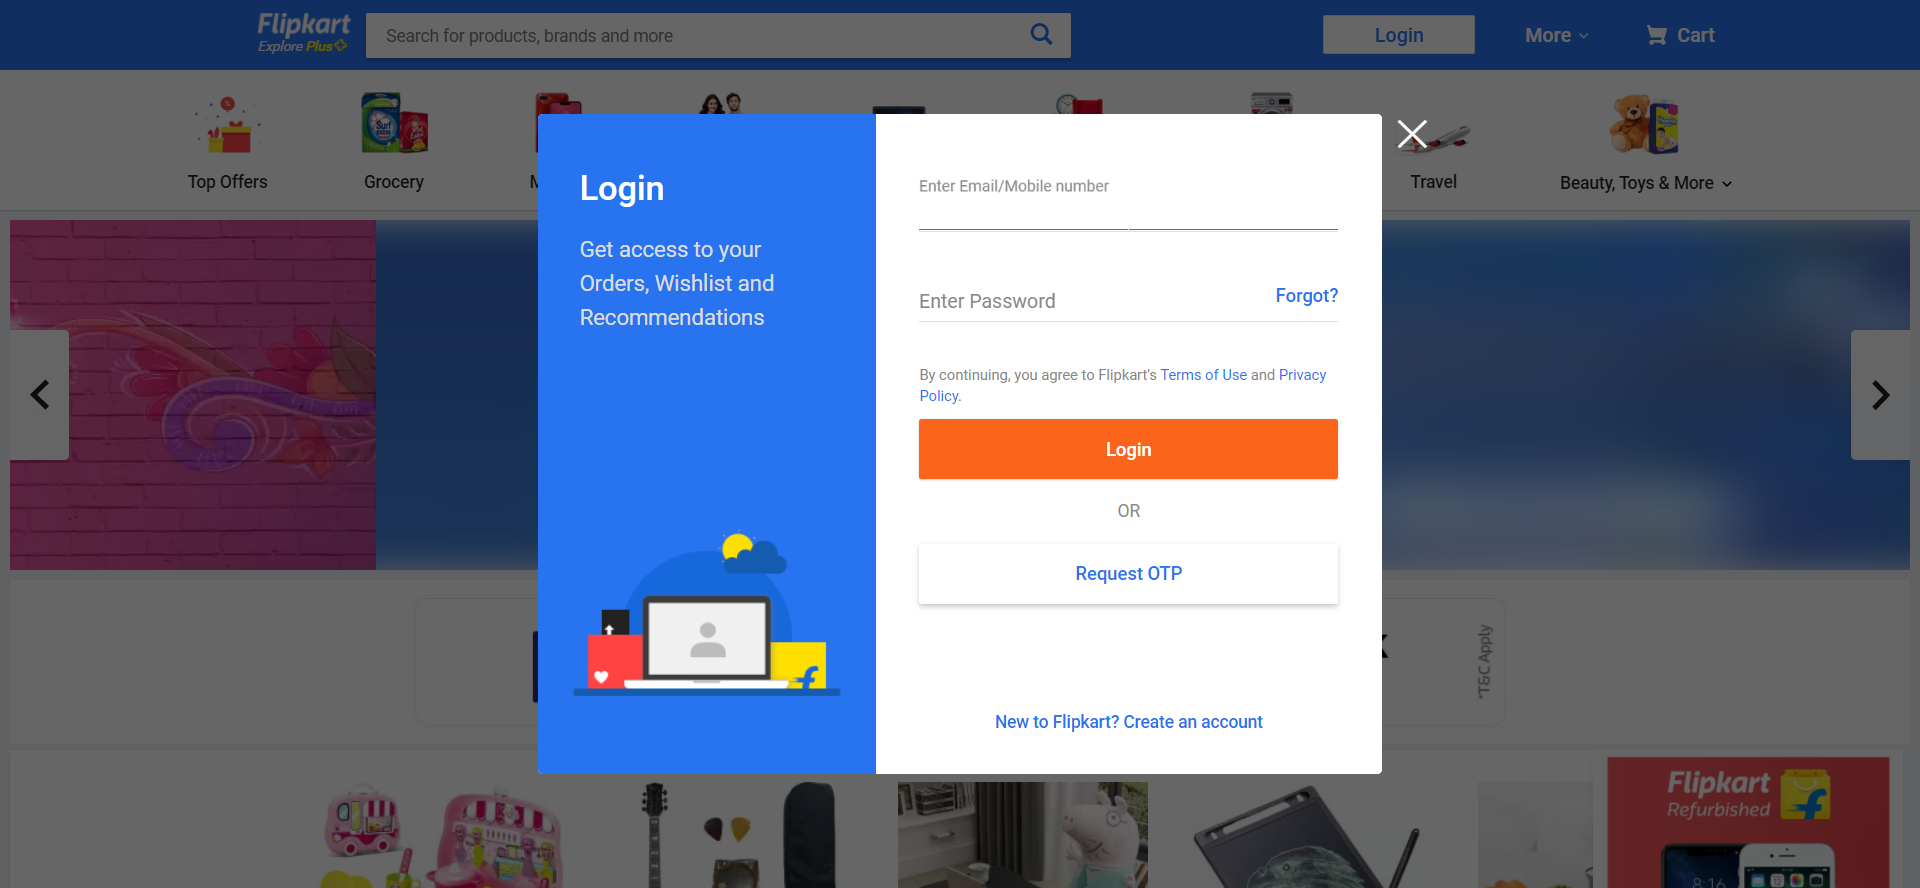 Flipkart
Explore Plus
Search for products, brands and more
Login
More
Cart
Top Offers
Grocery
Travel
Beauty, Toys & More
Login
Get access to your
Orders, Wishlist and
Recommendations
Enter Email/Mobile number
Enter Password
Forgot?
By continuing, you agree to Flipkart's Terms of Use and Privacy
Policy.
Login
OR
Request OTP
New to Flipkart? Create an account
*T&C Apply
Flipkart
Refurbished
8:16